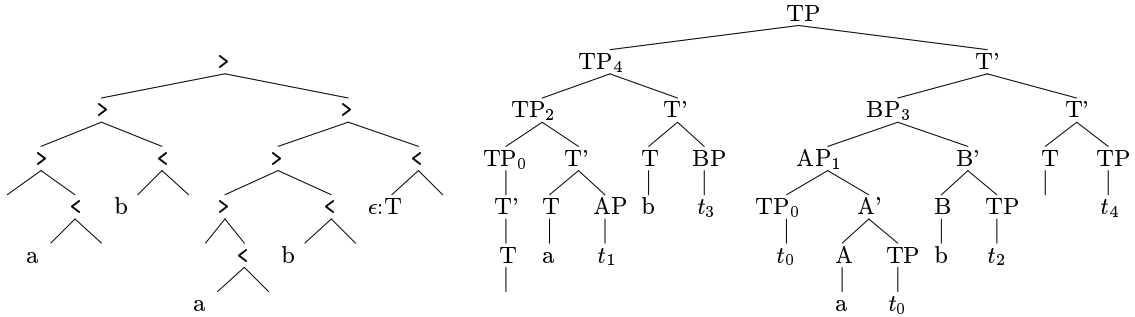 TP
> TP₄ T'
> > TP₂ T' BP₃ T'
> < > < TP₀ T' T BP AP₁ B' T TP
< b > < ϵ:T T' T AP b t₃ TP₀ A' B TP t₄
a < b T a t₁ t₀ A TP b t₂
a a t₀